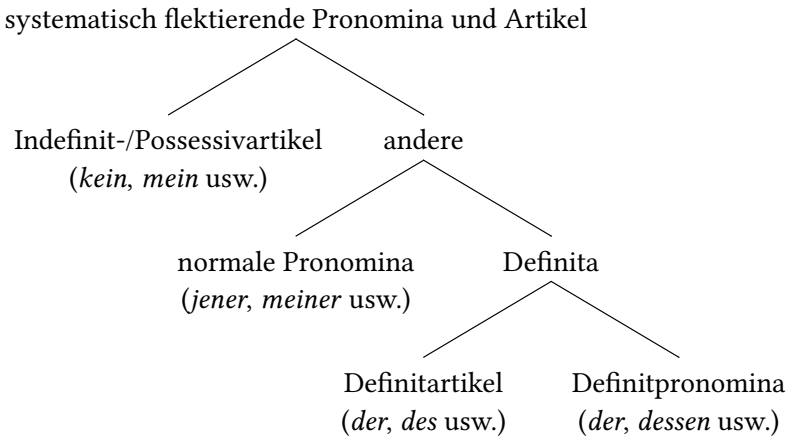 systematisch flektierende Pronomina und Artikel
Indefinit-/Possessivartikel
(kein, mein usw.)
andere
normale Pronomina
(jener, meiner usw.)
Definita
Definitartikel
(der, des usw.)
Definitpronomina
(der, dessen usw.)